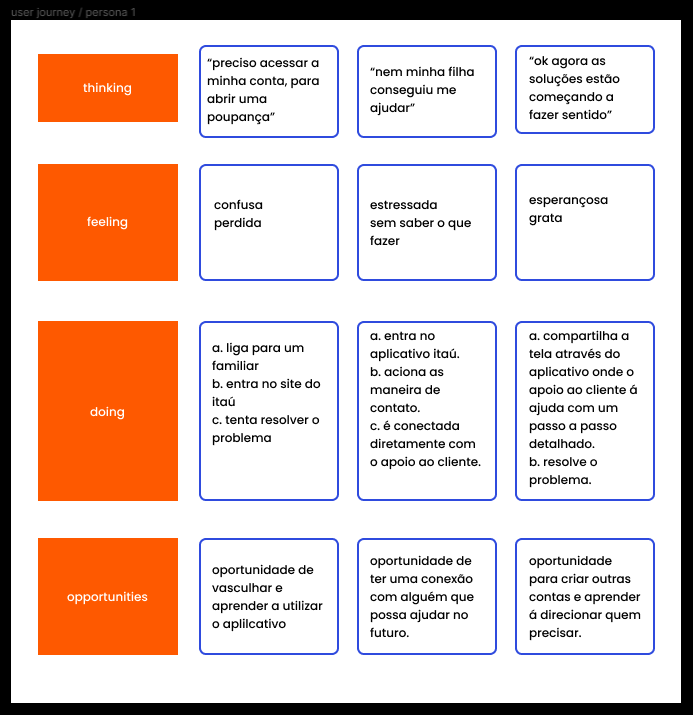 user journey / persona 1
thinking
“preciso acessar a
minha conta, para
abrir uma
poupança”
“nem minha filha
conseguiu me
ajudar”
“ok agora as
soluções estão
começando a
fazer sentido”
feeling
confusa
perdida
estressada
sem saber o que
fazer
esperançosa
grata
doing
a. liga para um
familiar
b. entra no site do
itaú
c. tenta resolver o
problema
a. entra no
aplicativo itaú.
b. aciona as
maneira de
contato.
c. é conectada
diretamente com
o apoio ao cliente.
a. compartilha a
tela através do
aplicativo onde o
apoio ao cliente á
ajuda com um
passo a passo
detalhado.
b. resolve o
problema.
opportunities
oportunidade de
vasculhar e
aprender a utilizar
o aplilcativo
oportunidade de
ter uma conexão
com alguém que
possa ajudar no
futuro.
oportunidade
para criar outras
contas e aprender
á direcionar quem
precisar.